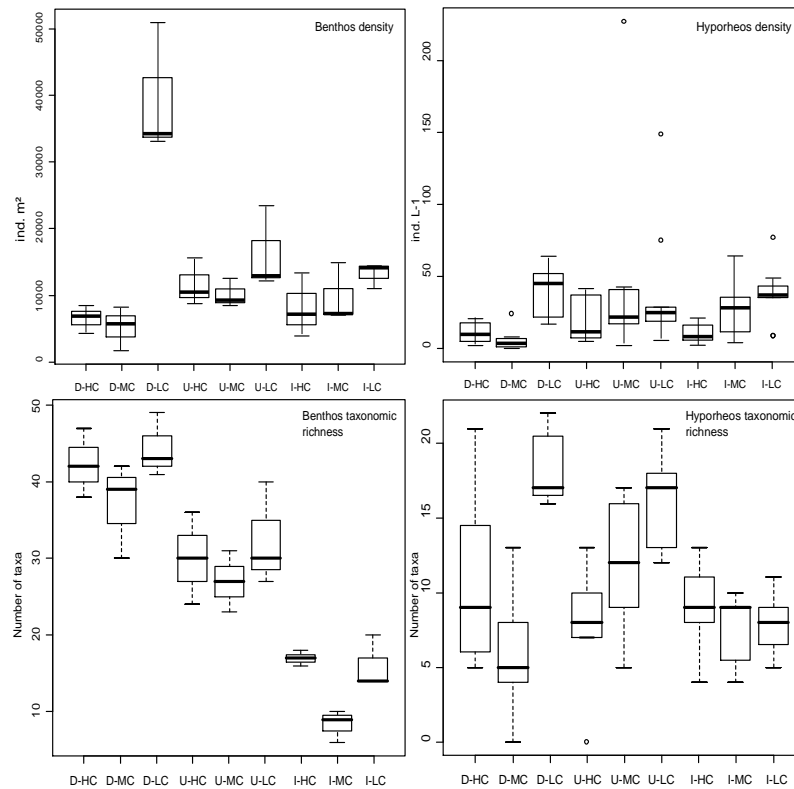 Benthos density
ind. m²
0
10000
20000
30000
40000
50000
D-HC D-MC D-LC U-HC U-MC U-LC I-HC I-MC I-LC
Hyporheos density
ind. L-1
0
50
100
150
200
D-HC D-MC D-LC U-HC U-MC U-LC I-HC I-MC I-LC
Benthos taxonomic
richness
Number of taxa
10
20
30
40
50
D-HC D-MC D-LC U-HC U-MC U-LC I-HC I-MC I-LC
Hyporheos taxonomic
richness
Number of taxa
0
5
10
15
20
D-HC D-MC D-LC U-HC U-MC U-LC I-HC I-MC I-LC